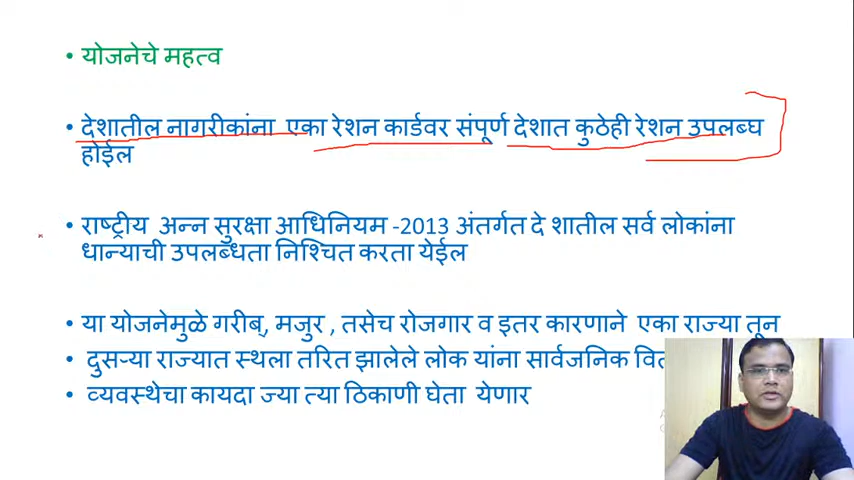 योजनेचे महत्व
देशातील नागरीकांना एका रेशन कार्डवर संपूर्ण देशात कुठेही रेशन उपलब्घ
होईल
राष्ट्रीय अन्न सुरक्षा आधिनियम -2013 अंतर्गत दे शातील सर्व लोकांना
धान्याची उपलब्धता निश्चित करता येईल
या योजनेमुळे गरीब्, मजुर , तसेच रोजगार व इतर कारणाने एका राज्या तून
दुसऱ्या राज्यात स्थला तरित झालेले लोक यांना सार्वजनिक
व्यवस्थेचा कायदा ज्या त्या ठिकाणी घेता येणार